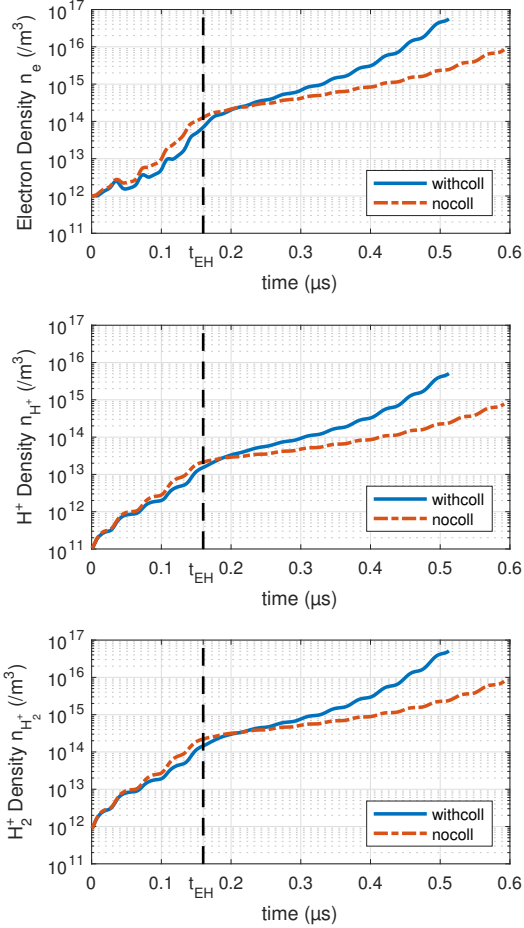 10^17
10^16
10^15
10^14
10^13
10^12
10^11
Electron Density n_e (/m^3)
withcoll
nocoll
0 0.1 t_EH 0.2 0.3 0.4 0.5 0.6
time (μs)
10^17
10^16
10^15
10^14
10^13
10^12
10^11
H^+ Density n_H^+ (/m^3)
withcoll
nocoll
0 0.1 t_EH 0.2 0.3 0.4 0.5 0.6
time (μs)
10^17
10^16
10^15
10^14
10^13
10^12
10^11
H_2^+ Density n_H_2^+ (/m^3)
withcoll
nocoll
0 0.1 t_EH 0.2 0.3 0.4 0.5 0.6
time (μs)